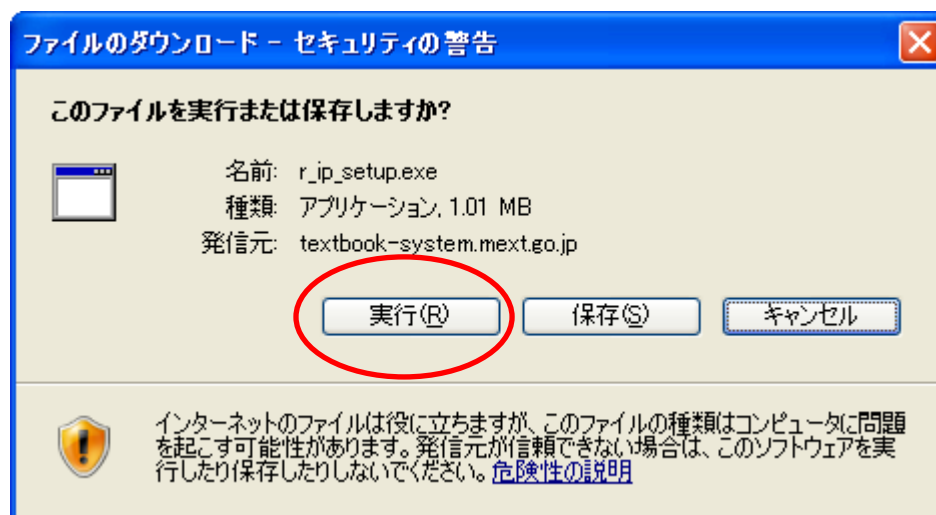 ファイルのダウンロード - セキュリティの警告
このファイルを実行または保存しますか?
名前: r_ip_setup.exe
種類: アプリケーション, 1.01 MB
発信元: textbook-system.mext.go.jp
実行(R) 保存(S) キャンセル
インターネットのファイルは役に立ちますが、このファイルの種類はコンピュータに問題
を起こす可能性があります。発信元が信頼できない場合は、このソフトウェアを実
行したり保存したりしないでください。危険性の説明